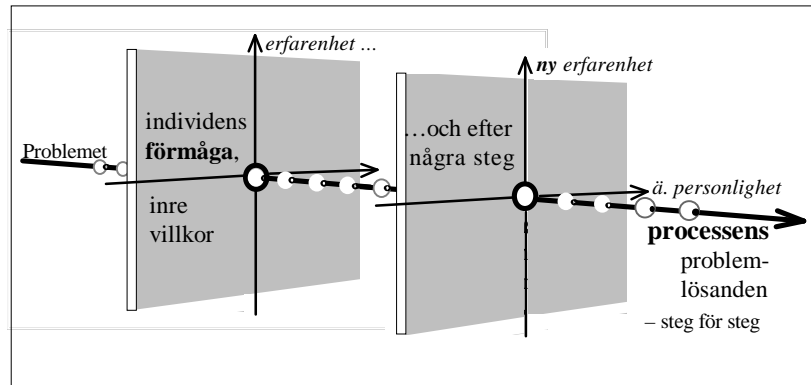 erfarenhet …
ny erfarenhet
individens
förmåga,
…och efter
några steg
Problemet
ä. personlighet
inre
villkor
processens
problem-
lösanden
– steg för steg